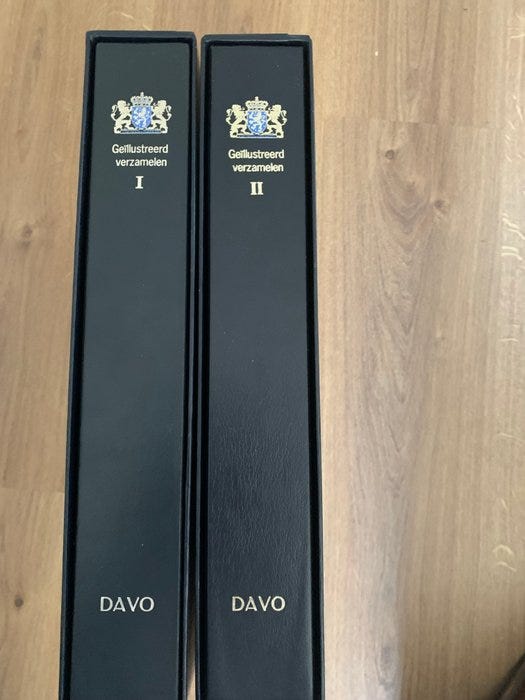 Geïllustreerd
verzamelen
I
DAVO
Geïllustreerd
verzamelen
II
DAVO